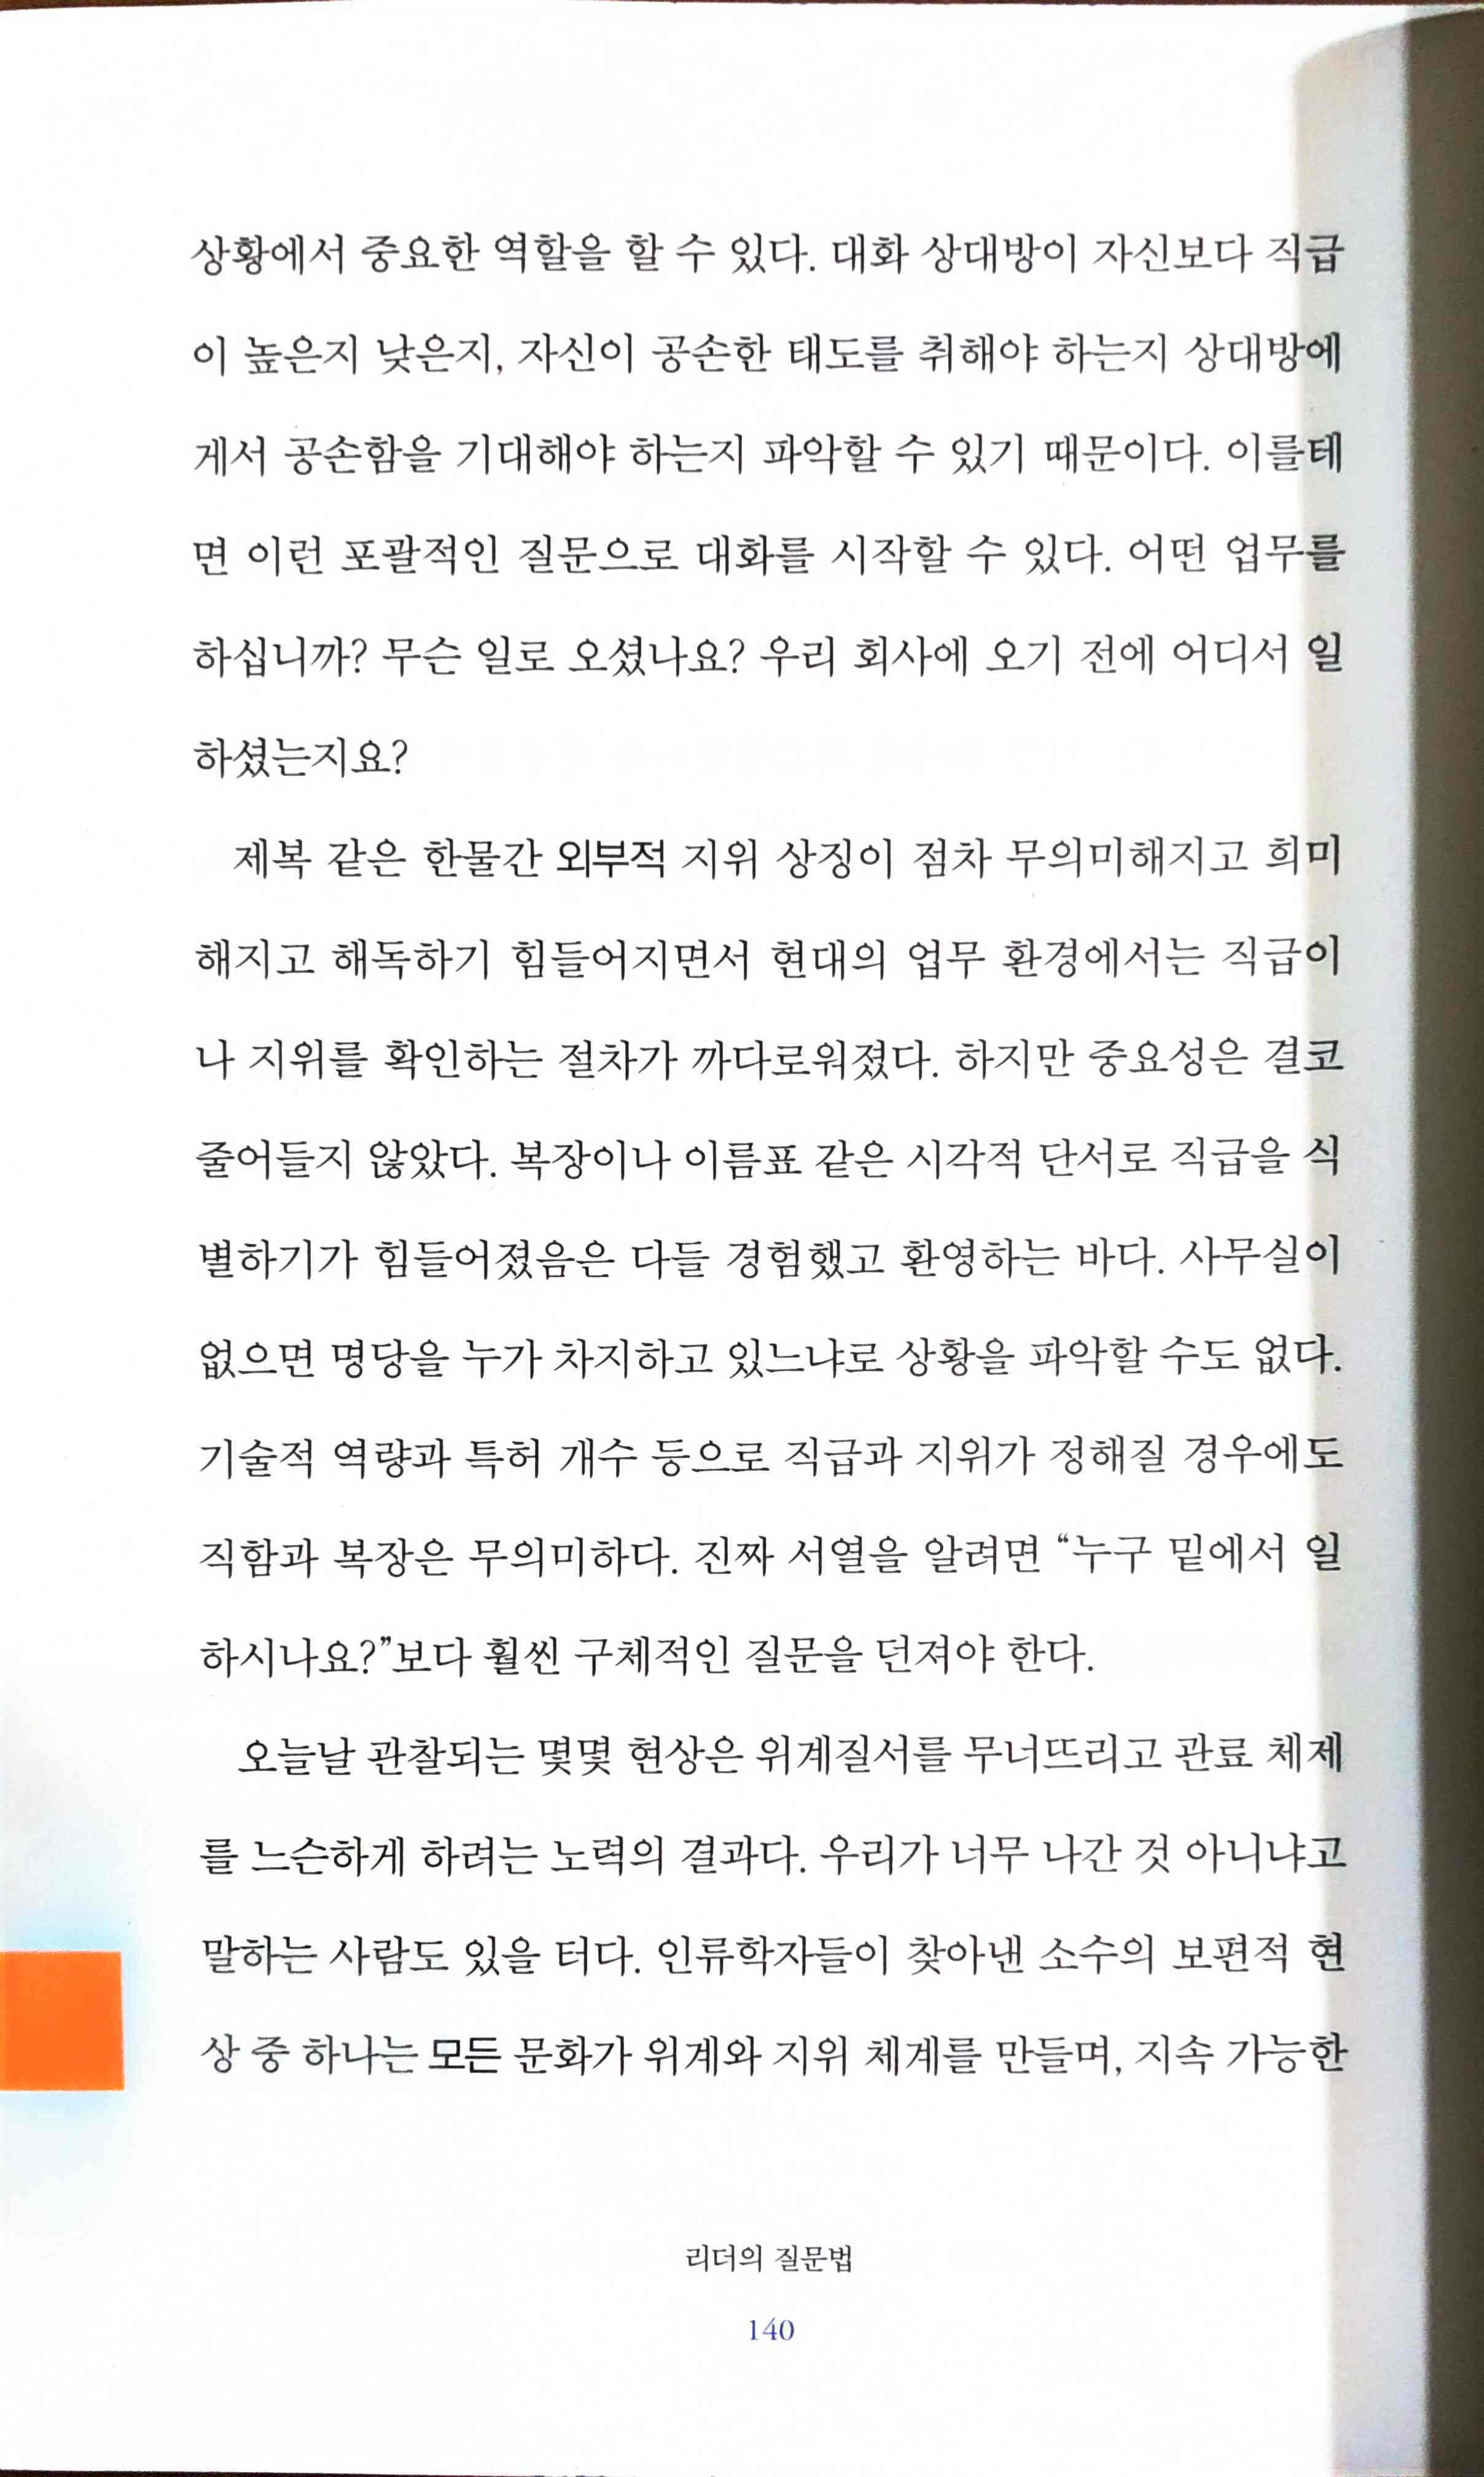 상황에서 중요한 역할을 할 수 있다. 대화 상대방이 자신보다 직급
이 높은지 낮은지, 자신이 공손한 태도를 취해야 하는지 상대방에
게서 공손함을 기대해야 하는지 파악할 수 있기 때문이다. 이를테
면 이런 포괄적인 질문으로 대화를 시작할 수 있다. 어떤 업무를
하십니까? 무슨 일로 오셨나요? 우리 회사에 오기 전에 어디서 일
하셨는지요?
제복 같은 한물간 외부적 지위 상징이 점차 무의미해지고 희미
해지고 해독하기 힘들어지면서 현대의 업무 환경에서는 직급이
나 지위를 확인하는 절차가 까다로워졌다. 하지만 중요성은 결코
줄어들지 않았다. 복장이나 이름표 같은 시각적 단서로 직급을 식
별하기가 힘들어졌음은 다들 경험했고 환영하는 바다. 사무실이
없으면 명당을 누가 차지하고 있느냐로 상황을 파악할 수도 없다.
기술적 역량과 특허 개수 등으로 직급과 지위가 정해질 경우에도
직함과 복장은 무의미하다. 진짜 서열을 알려면 “누구 밑에서 일
하시나요?”보다 훨씬 구체적인 질문을 던져야 한다.
오늘날 관찰되는 몇몇 현상은 위계질서를 무너뜨리고 관료 체제
를 느슨하게 하려는 노력의 결과다. 우리가 너무 나간 것 아니냐고
말하는 사람도 있을 터다. 인류학자들이 찾아낸 소수의 보편적 현
상 중 하나는 모든 문화가 위계와 지위 체계를 만들며, 지속 가능한
리더의 질문법
140